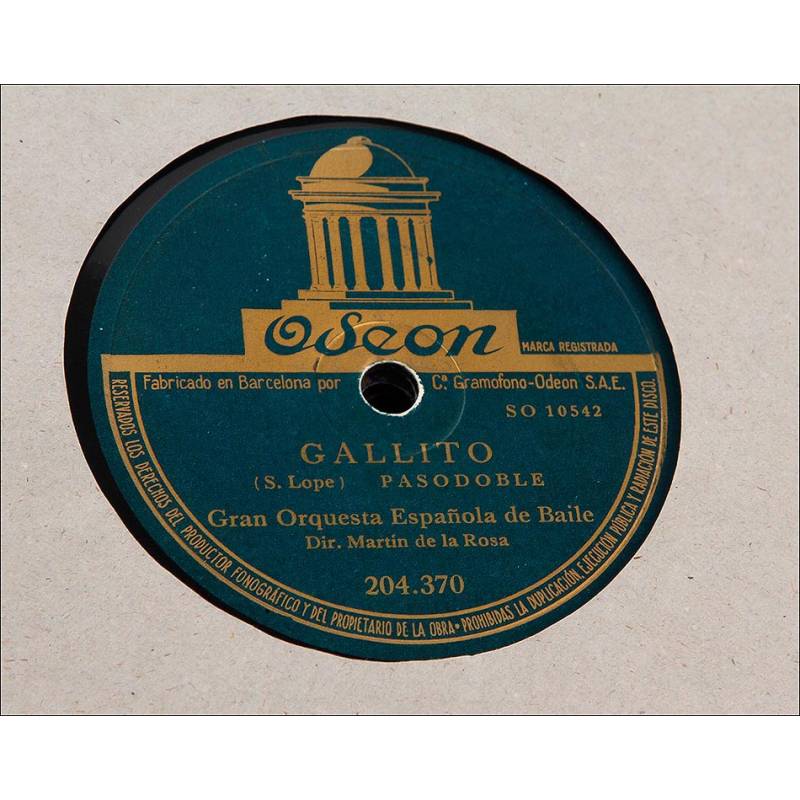 Odeon
MARCA REGISTRADA
Fabricado en Barcelona por Cª. Gramofono-Odeon S.A.E.
SO 10542
GALLITO
(S. Lope) PASODOBLE
Gran Orquesta Española de Baile
Dir. Martín de la Rosa
204.370
RESERVADOS LOS DERECHOS DEL PRODUCTOR FONOGRÁFICO Y DEL PROPIETARIO DE LA OBRA • PROHIBIDAS LA DUPLICACIÓN, EJECUCIÓN PÚBLICA Y RADIACIÓN DE ESTE DISCO.